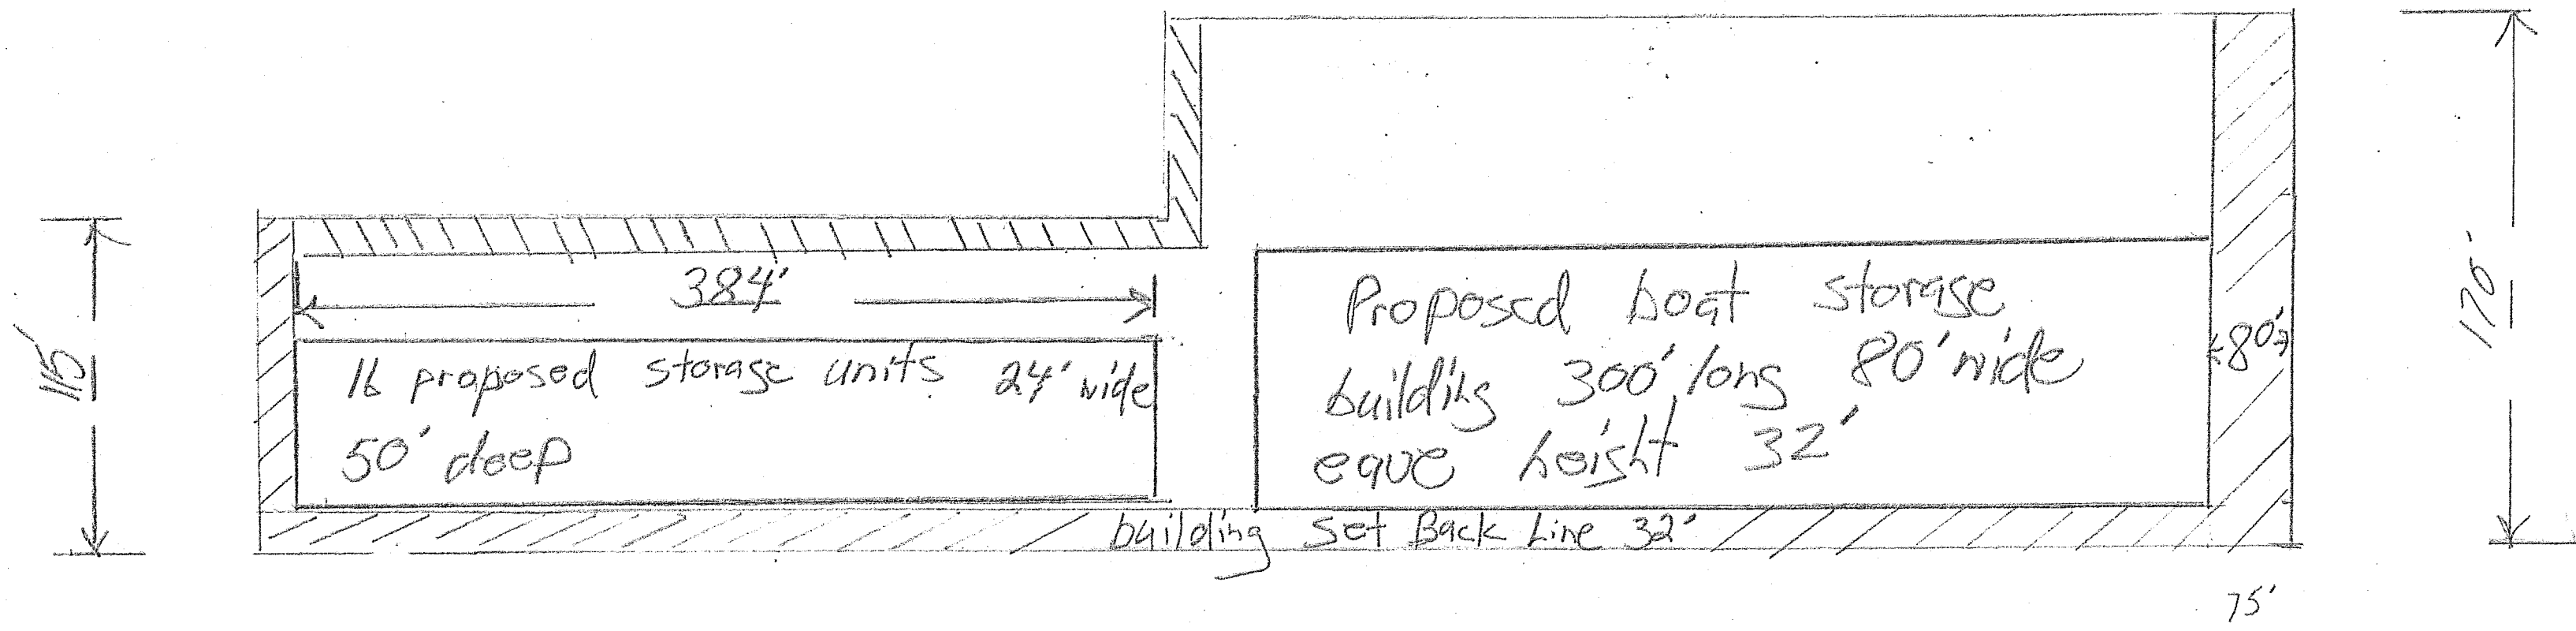 384'
115'
16 proposed storage units 24' wide
50' deep
Proposed boat storage
building 300' long 80' wide
eave height 32'
80'
170'
building Set Back Line 32'
75'